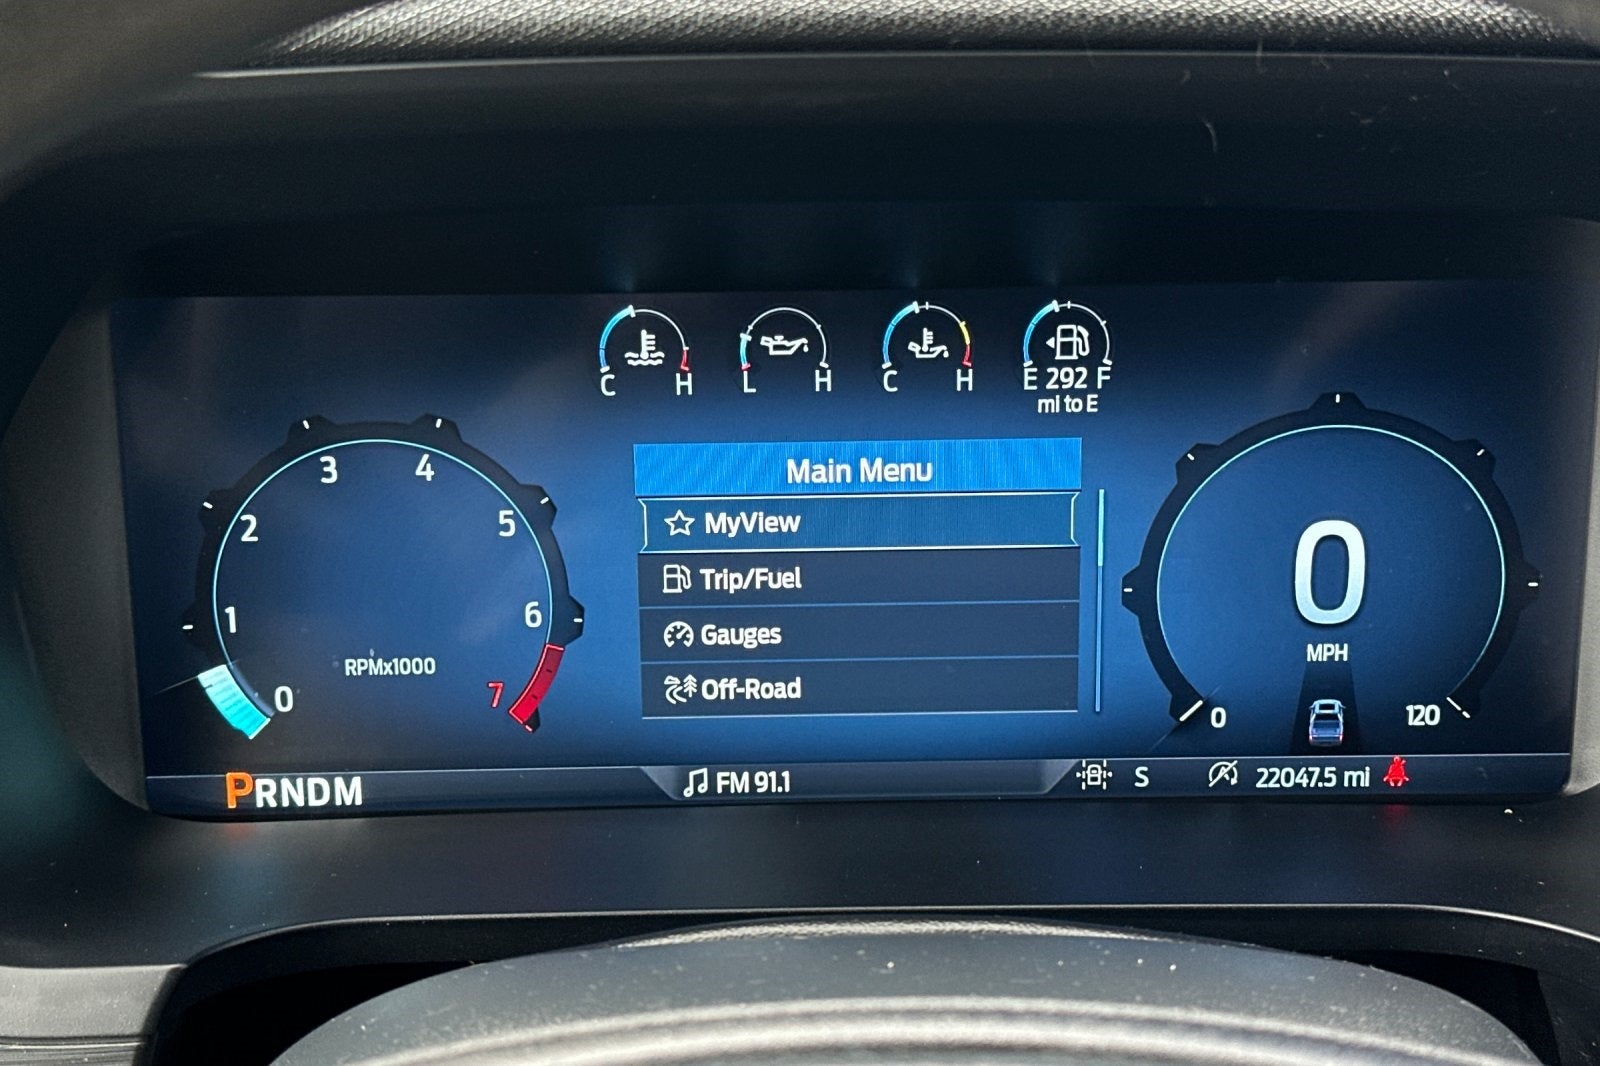 C H
L H
C H
E 292 F
mi to E
3 4
2 5
1 6
0 7
RPMx1000
Main Menu
MyView
Trip/Fuel
Gauges
Off-Road
0
MPH
0 120
PRNDM
FM 91.1
S
22047.5 mi